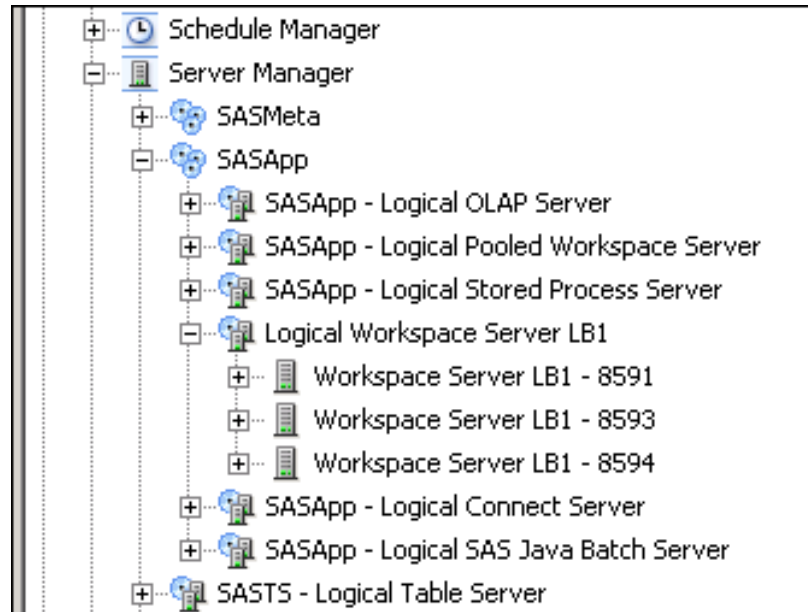 Schedule Manager
Server Manager
SASMeta
SASApp
SASApp - Logical OLAP Server
SASApp - Logical Pooled Workspace Server
SASApp - Logical Stored Process Server
Logical Workspace Server LB1
Workspace Server LB1 - 8591
Workspace Server LB1 - 8593
Workspace Server LB1 - 8594
SASApp - Logical Connect Server
SASApp - Logical SAS Java Batch Server
SASTS - Logical Table Server